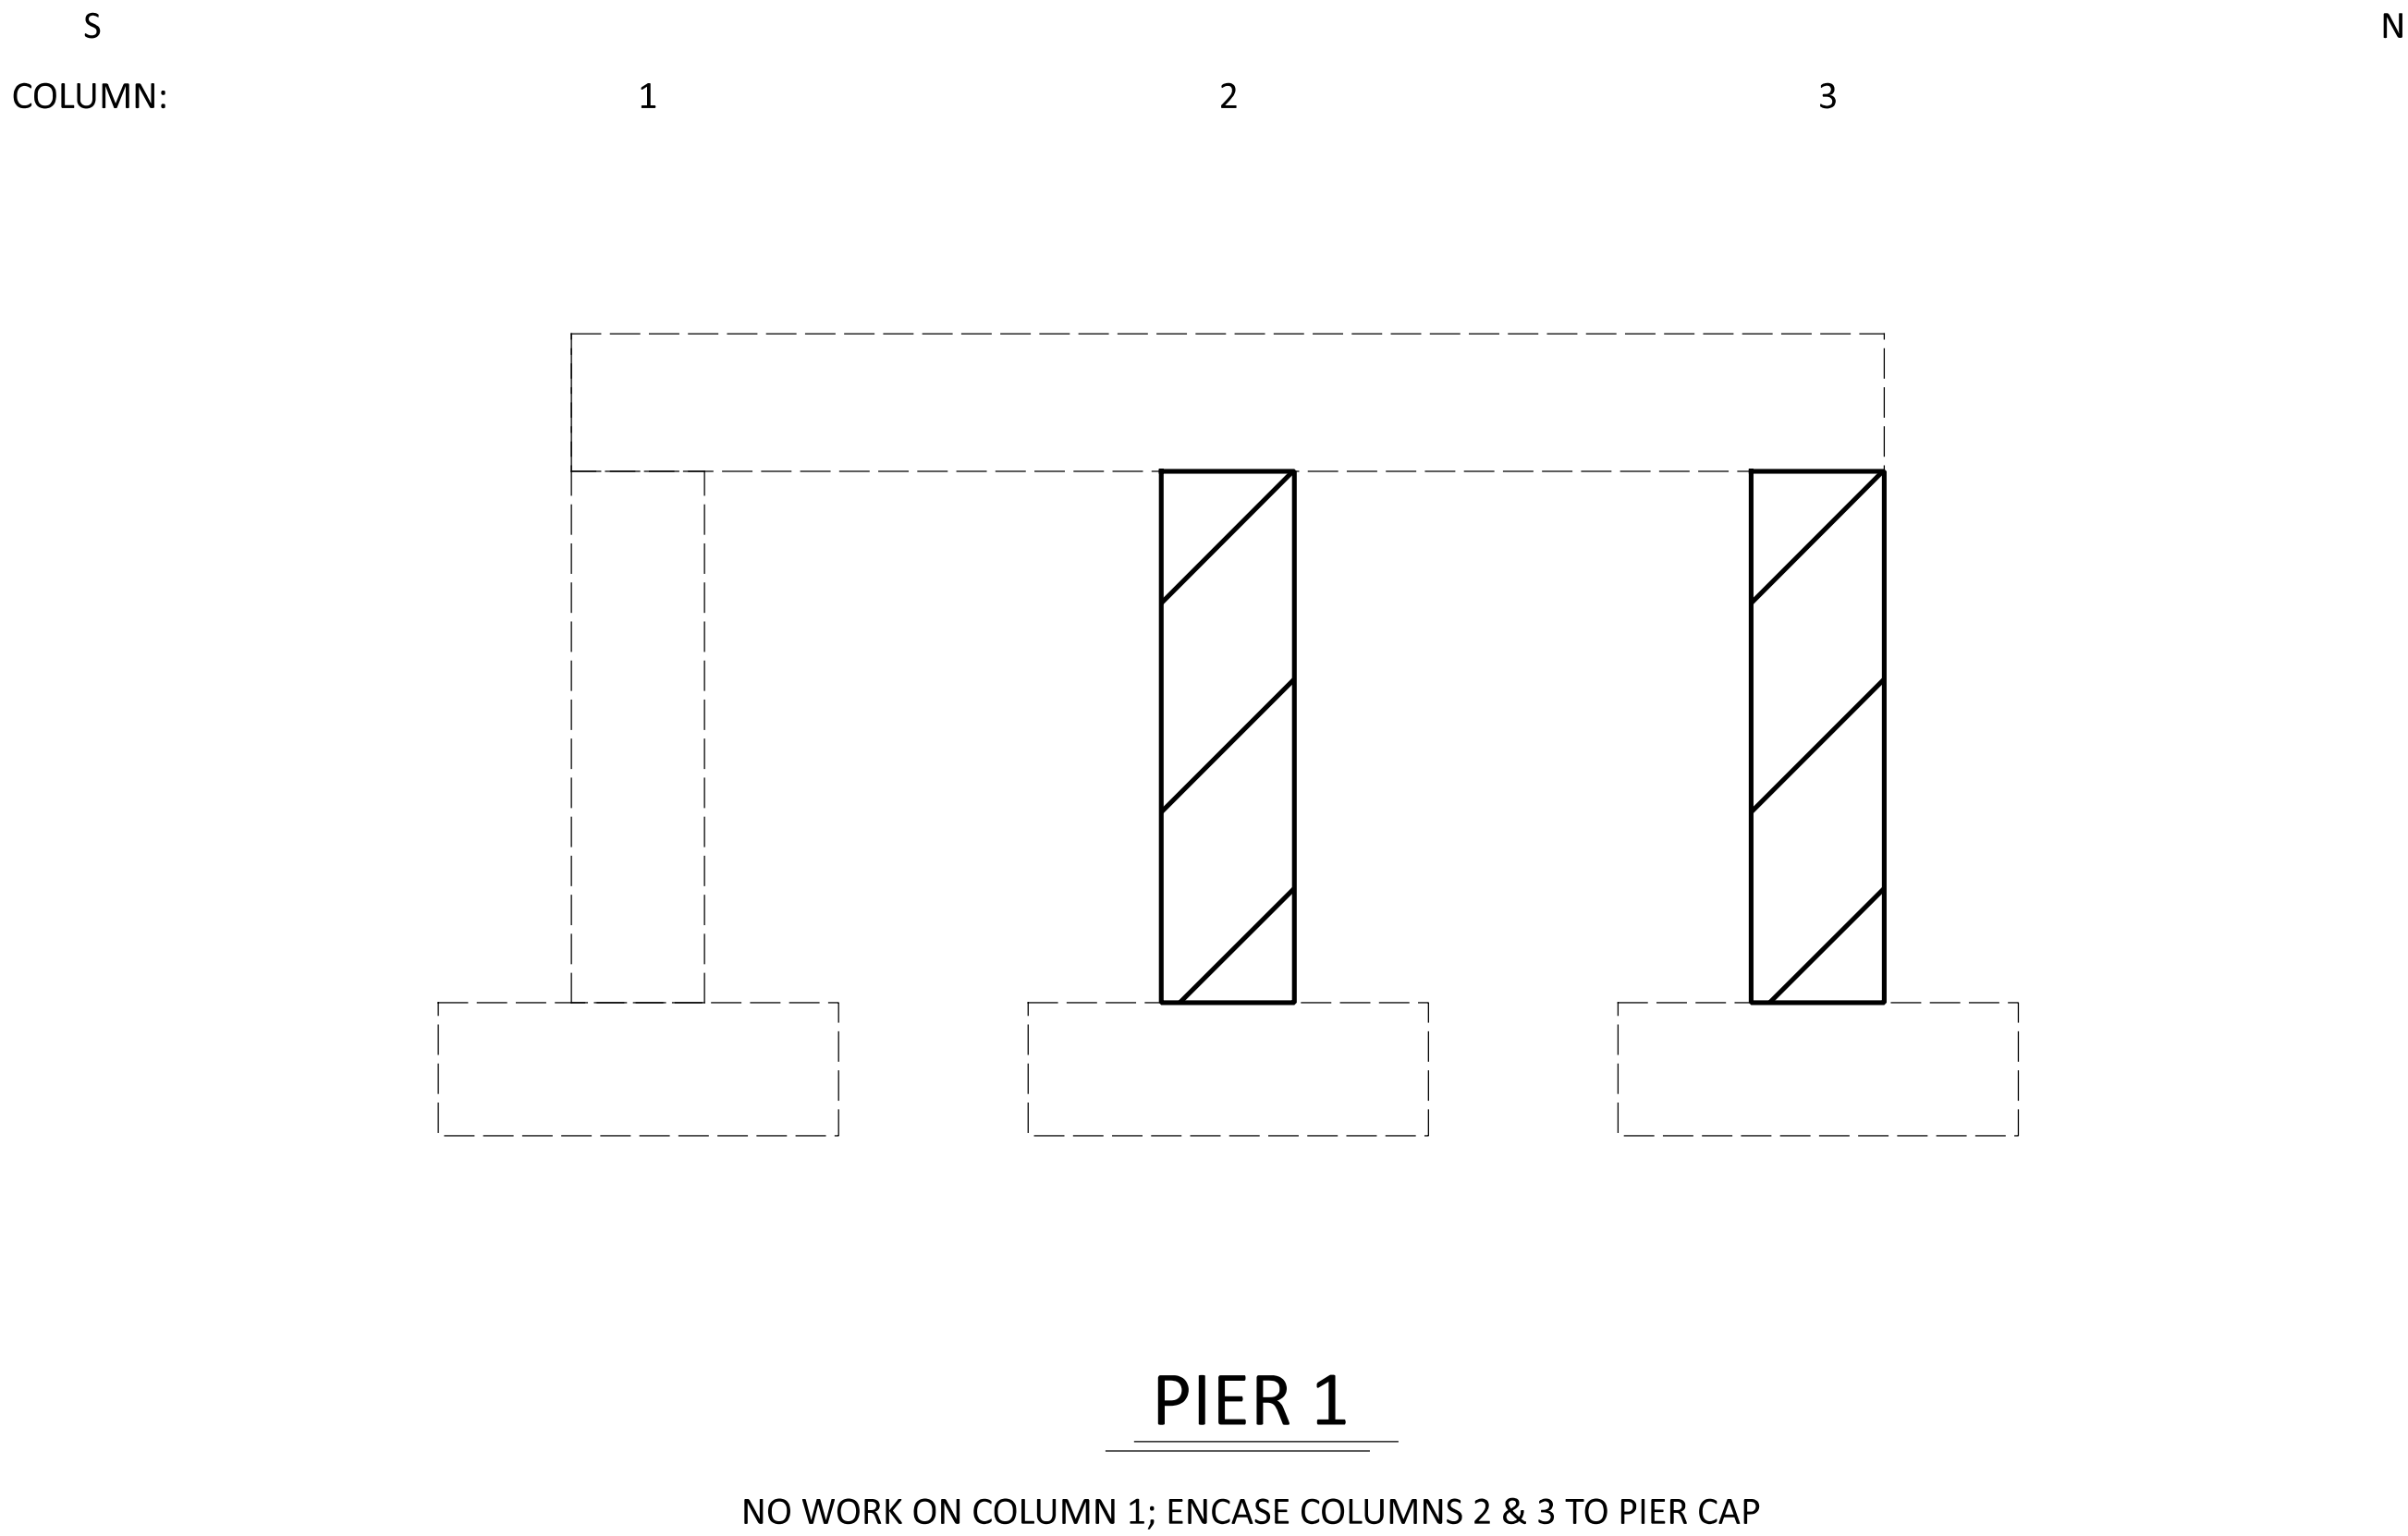 S N
COLUMN: 1 2 3
PIER 1
NO WORK ON COLUMN 1; ENCASE COLUMNS 2 & 3 TO PIER CAP